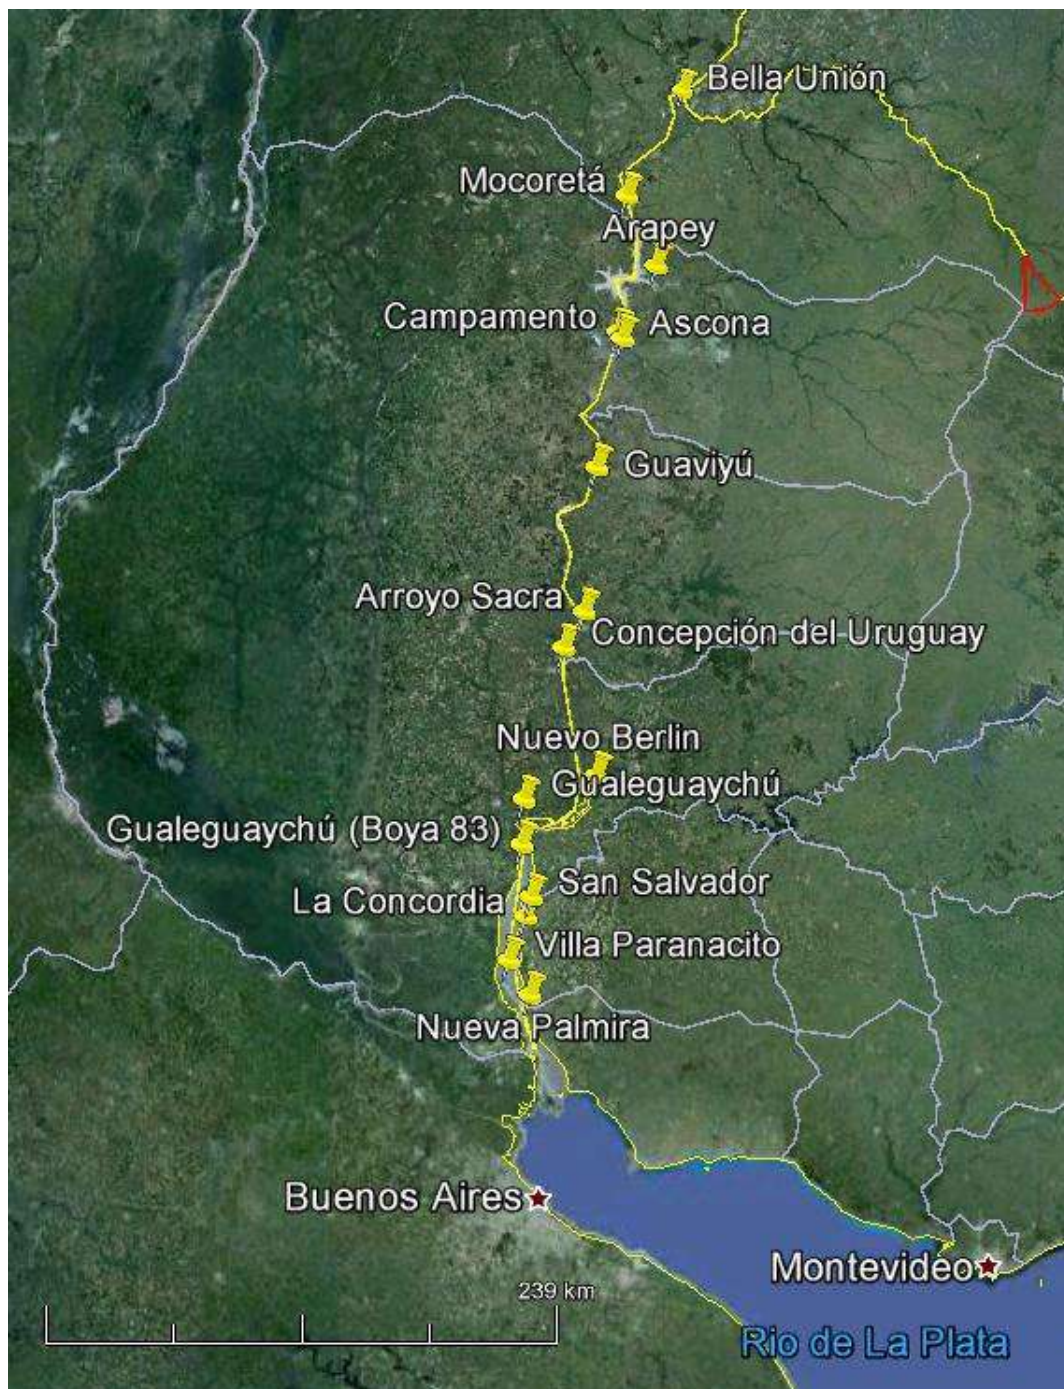 Bella Unión
Mocoretá
Arapey
Campamento
Ascona
Guaviyú
Arroyo Sacra
Concepción del Uruguay
Nuevo Berlin
Gualeguaychú
Gualeguaychú (Boya 83)
San Salvador
La Concordia
Villa Paranacito
Nueva Palmira
Buenos Aires
Montevideo
239 km
Rio de La Plata